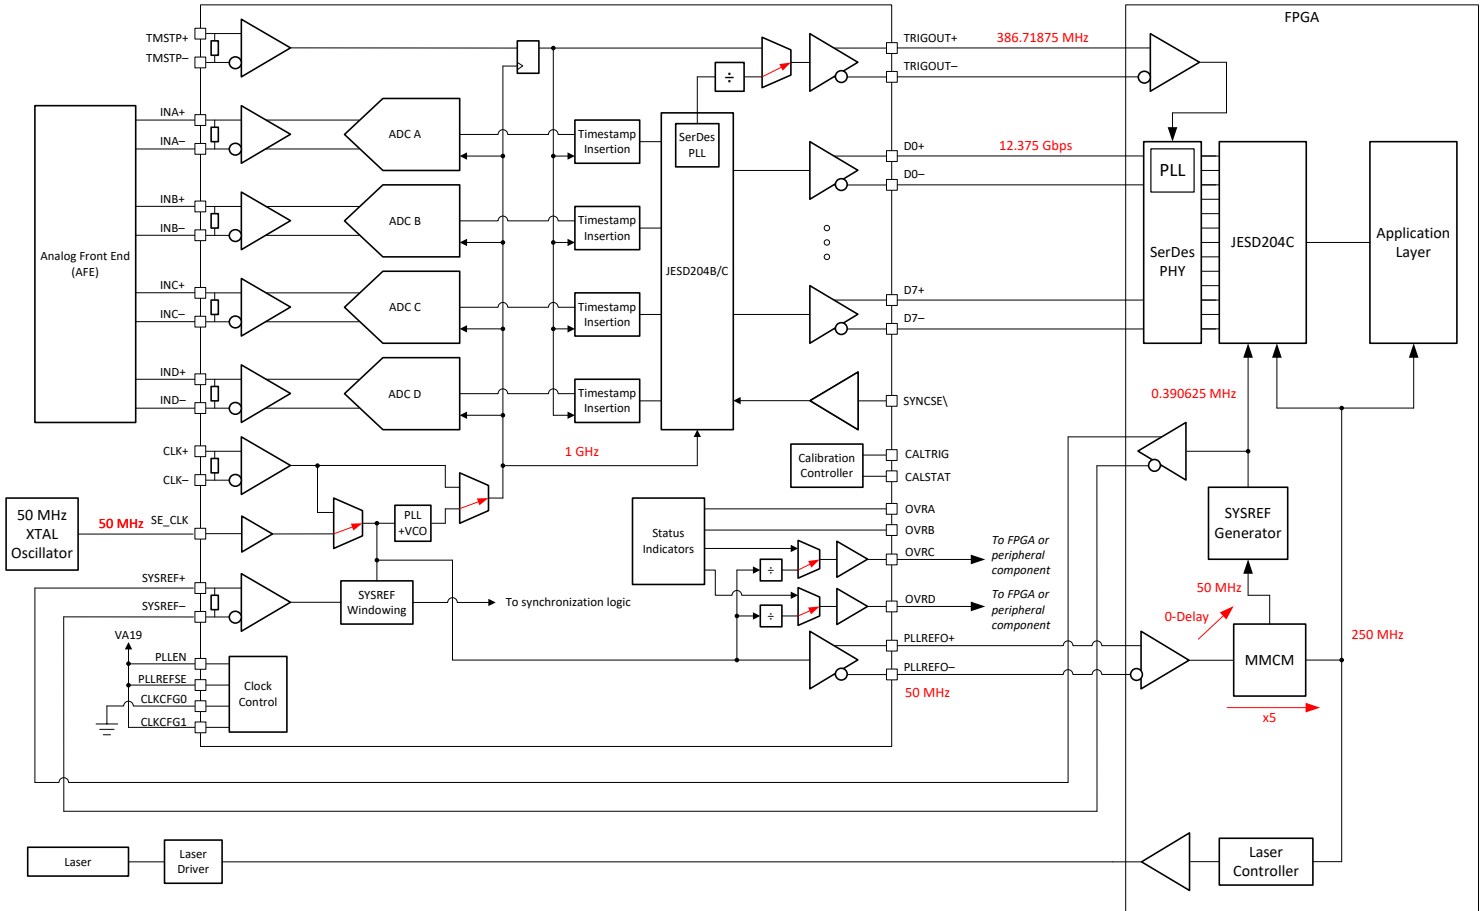 FPGA
TMSTP+
TMSTP–
TRIGOUT+
386.71875 MHz
TRIGOUT–
÷
Analog Front End
(AFE)
INA+
INA–
ADC A
Timestamp
Insertion
SerDes
PLL
D0+
12.375 Gbps
D0–
PLL
INB+
INB–
ADC B
Timestamp
Insertion
JESD204B/C
SerDes
PHY
JESD204C
Application
Layer
INC+
INC–
ADC C
Timestamp
Insertion
D7+
D7–
IND+
IND–
ADC D
Timestamp
Insertion
SYNCSE\
0.390625 MHz
CLK+
CLK–
1 GHz
Calibration
Controller
CALTRIG
CALSTAT
50 MHz
XTAL
Oscillator
50 MHz
SE_CLK
PLL
+VCO
Status
Indicators
OVRA
OVRB
OVRC
÷
To FPGA or
peripheral
component
SYSREF
Generator
SYSREF+
SYSREF–
SYSREF
Windowing
To synchronization logic
÷
OVRD
To FPGA or
peripheral
component
50 MHz
0-Delay
VA19
PLLEN
PLLREFSE
CLKCFG0
CLKCFG1
Clock
Control
PLLREFO+
PLLREFO–
50 MHz
MMCM
250 MHz
x5
Laser
Laser
Driver
Laser
Controller